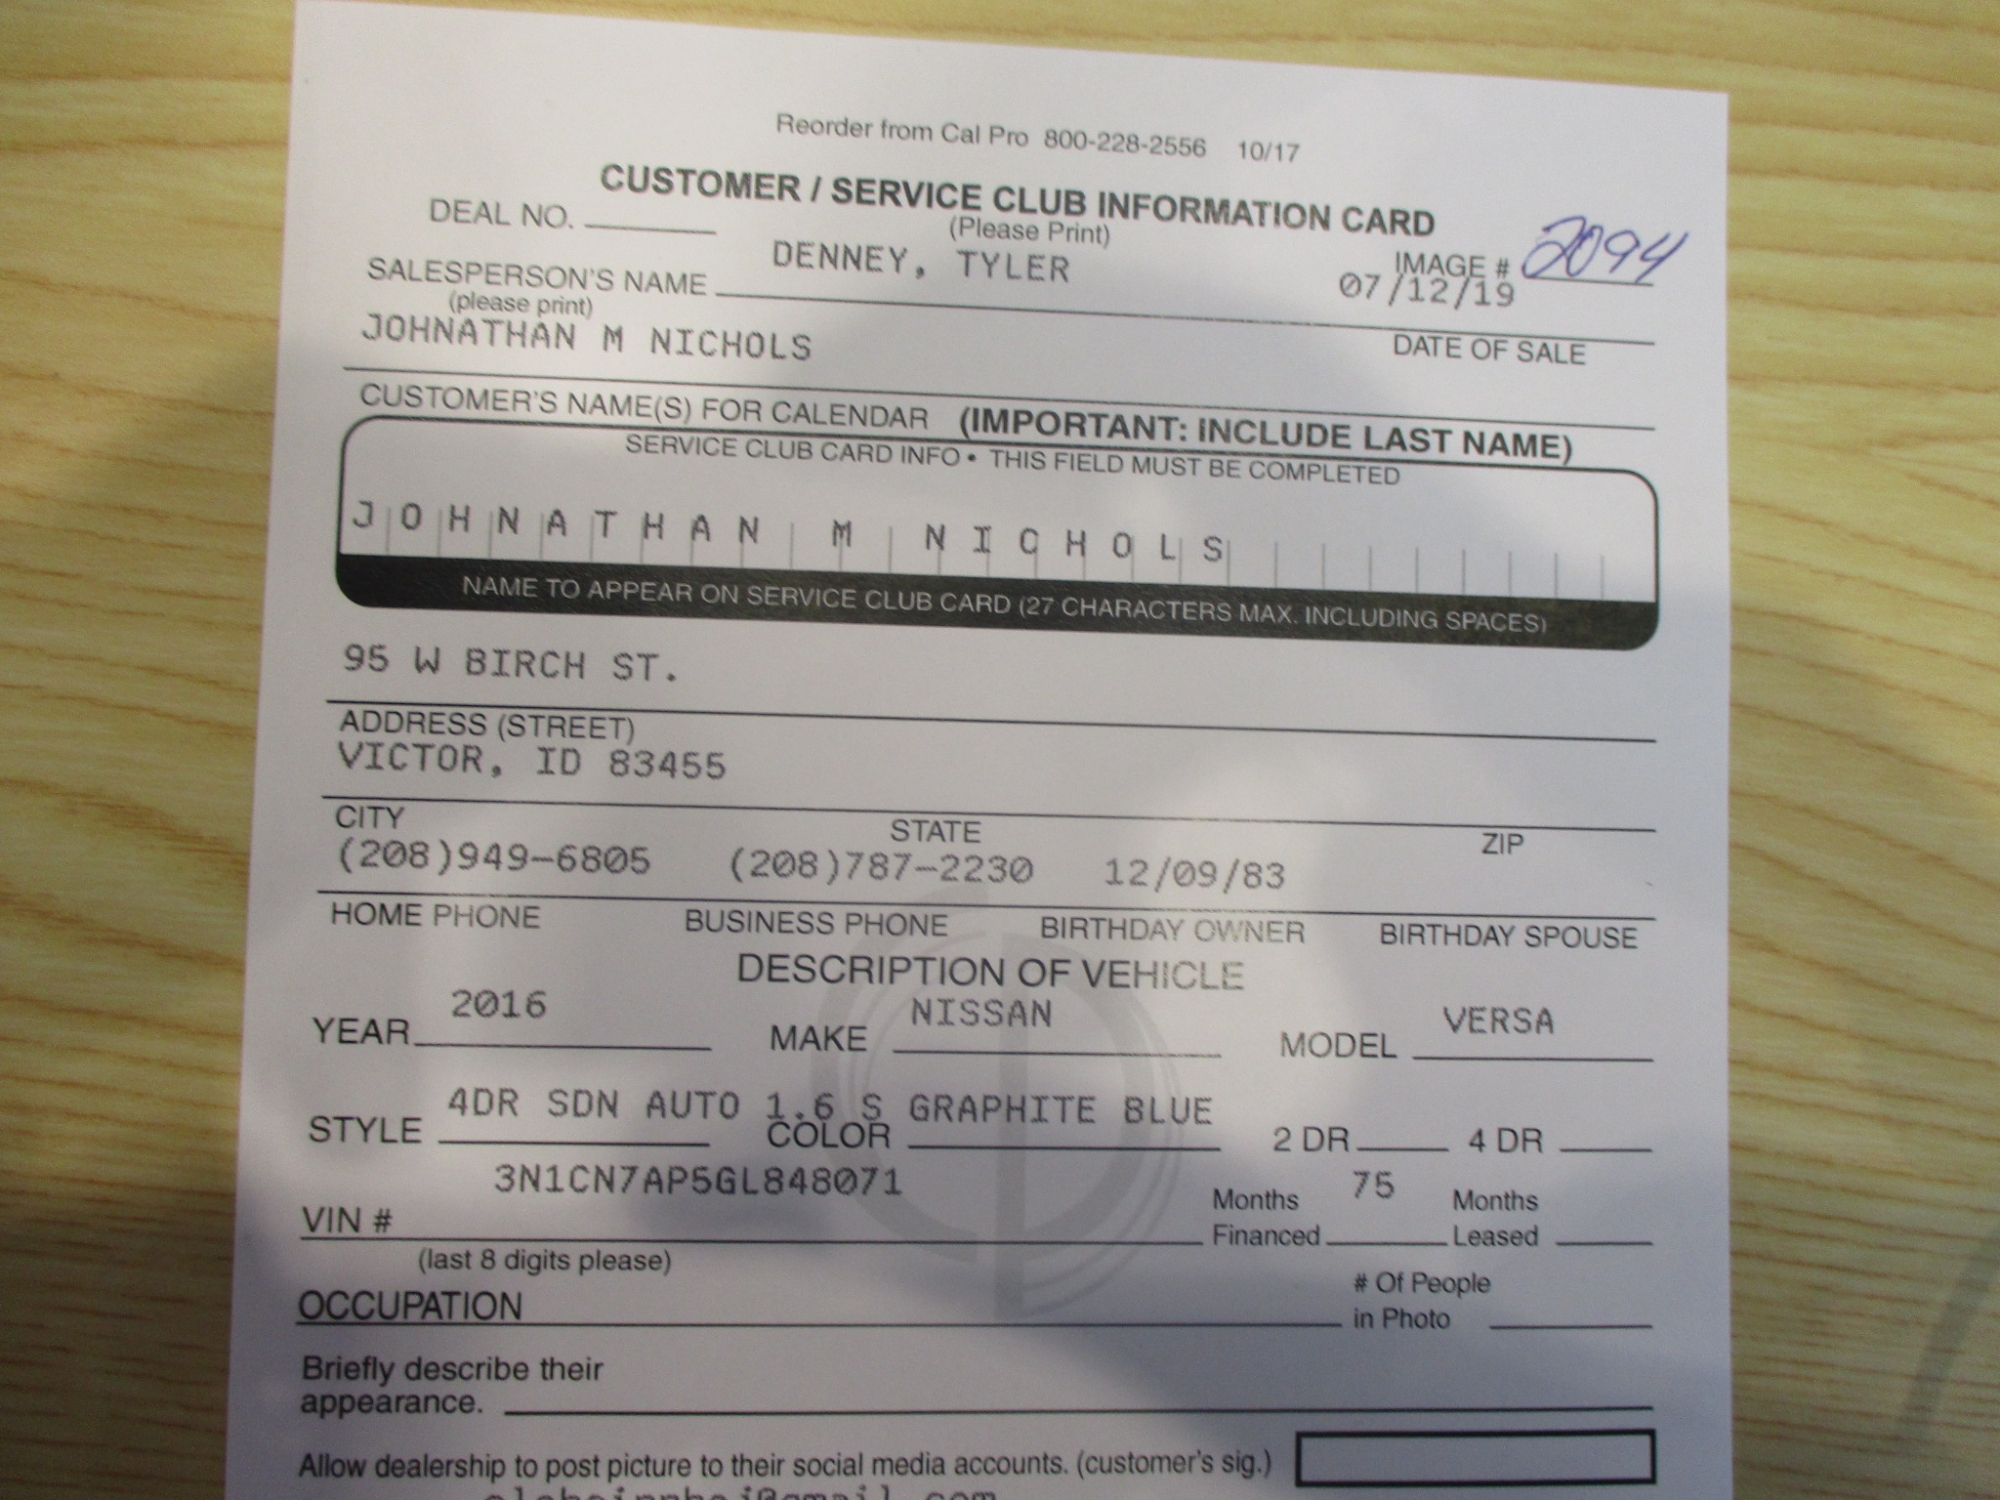 Reorder from Cal Pro 800-228-2556 10/17
CUSTOMER / SERVICE CLUB INFORMATION CARD
(Please Print)
DEAL NO.
IMAGE # 2094
SALESPERSON'S NAME DENNEY, TYLER 07/12/19
(please print)
DATE OF SALE
JOHNATHAN M NICHOLS
CUSTOMER'S NAME(S) FOR CALENDAR (IMPORTANT: INCLUDE LAST NAME)
SERVICE CLUB CARD INFO • THIS FIELD MUST BE COMPLETED
JOHNATHAN M NICHOLS
NAME TO APPEAR ON SERVICE CLUB CARD (27 CHARACTERS MAX. INCLUDING SPACES)
95 W BIRCH ST.
ADDRESS (STREET)
VICTOR, ID 83455
CITY STATE ZIP
(208)949-6805 (208)787-2230 12/09/83
HOME PHONE BUSINESS PHONE BIRTHDAY OWNER BIRTHDAY SPOUSE
DESCRIPTION OF VEHICLE
YEAR 2016 MAKE NISSAN MODEL VERSA
STYLE 4DR SDN AUTO 1.6 S COLOR GRAPHITE BLUE 2 DR 4 DR
VIN # 3N1CN7AP5GL848071 Months Financed 75 Months Leased
(last 8 digits please)
OCCUPATION # Of People in Photo
Briefly describe their
appearance.
Allow dealership to post picture to their social media accounts. (customer's sig.)